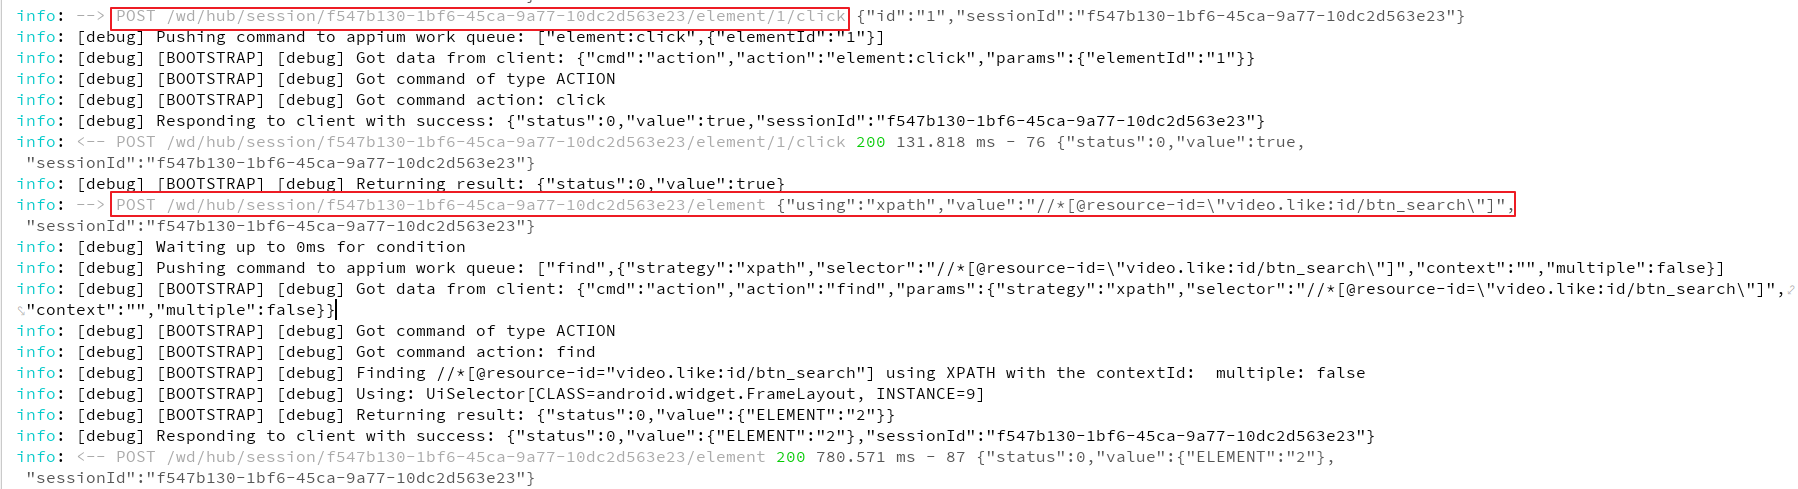 info: --> POST /wd/hub/session/f547b130-1bf6-45ca-9a77-10dc2d563e23/element/1/click {"id":"1","sessionId":"f547b130-1bf6-45ca-9a77-10dc2d563e23"}
info: [debug] Pushing command to appium work queue: ["element:click",{"elementId":"1"}]
info: [debug] [BOOTSTRAP] [debug] Got data from client: {"cmd":"action","action":"element:click","params":{"elementId":"1"}}
info: [debug] [BOOTSTRAP] [debug] Got command of type ACTION
info: [debug] [BOOTSTRAP] [debug] Got command action: click
info: [debug] Responding to client with success: {"status":0,"value":true,"sessionId":"f547b130-1bf6-45ca-9a77-10dc2d563e23"}
info: <-- POST /wd/hub/session/f547b130-1bf6-45ca-9a77-10dc2d563e23/element/1/click 200 131.818 ms - 76 {"status":0,"value":true,
"sessionId":"f547b130-1bf6-45ca-9a77-10dc2d563e23"}
info: [debug] [BOOTSTRAP] [debug] Returning result: {"status":0,"value":true}
info: --> POST /wd/hub/session/f547b130-1bf6-45ca-9a77-10dc2d563e23/element {"using":"xpath","value":"//*[@resource-id=\"video.like:id/btn_search\"]",
"sessionId":"f547b130-1bf6-45ca-9a77-10dc2d563e23"}
info: [debug] Waiting up to 0ms for condition
info: [debug] Pushing command to appium work queue: ["find",{"strategy":"xpath","selector":"//*[@resource-id=\"video.like:id/btn_search\"]","context":"","multiple":false}]
info: [debug] [BOOTSTRAP] [debug] Got data from client: {"cmd":"action","action":"find","params":{"strategy":"xpath","selector":"//*[@resource-id=\"video.like:id/btn_search\"]",
"context":"","multiple":false}}
info: [debug] [BOOTSTRAP] [debug] Got command of type ACTION
info: [debug] [BOOTSTRAP] [debug] Got command action: find
info: [debug] [BOOTSTRAP] [debug] Finding //*[@resource-id="video.like:id/btn_search"] using XPATH with the contextId:  multiple: false
info: [debug] [BOOTSTRAP] [debug] Using: UiSelector[CLASS=android.widget.FrameLayout, INSTANCE=9]
info: [debug] [BOOTSTRAP] [debug] Returning result: {"status":0,"value":{"ELEMENT":"2"}}
info: [debug] Responding to client with success: {"status":0,"value":{"ELEMENT":"2"},"sessionId":"f547b130-1bf6-45ca-9a77-10dc2d563e23"}
info: <-- POST /wd/hub/session/f547b130-1bf6-45ca-9a77-10dc2d563e23/element 200 780.571 ms - 87 {"status":0,"value":{"ELEMENT":"2"},
"sessionId":"f547b130-1bf6-45ca-9a77-10dc2d563e23"}